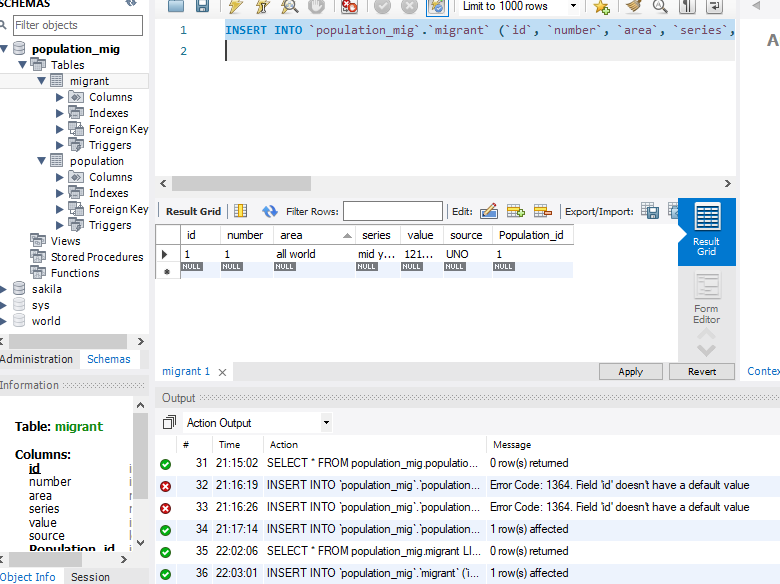 SCHEMAS
Filter objects
population_mig
Tables
migrant
Columns
Indexes
Foreign Key
Triggers
population
Columns
Indexes
Foreign Key
Triggers
Views
Stored Procedures
Functions
sakila
sys
world
Administration Schemas
Information
Table: migrant
Columns:
id
number
area
series
value
source
Population_id
Object Info Session
Limit to 1000 rows
1 INSERT INTO `population_mig`.`migrant` (`id`, `number`, `area`, `series`,
2
Result Grid Filter Rows: Edit: Export/Import:
id number area series value source Population_id
1 1 all world mid y... 121... UNO 1
NULL NULL NULL NULL NULL NULL NULL
Result Grid
Form Editor
migrant 1 Apply Revert Contex
Output
Action Output
# Time Action Message
31 21:15:02 SELECT * FROM population_mig.populatio... 0 row(s) returned
32 21:16:19 INSERT INTO `population_mig`.`population... Error Code: 1364. Field 'id' doesn't have a default value
33 21:16:26 INSERT INTO `population_mig`.`population... Error Code: 1364. Field 'id' doesn't have a default value
34 21:17:14 INSERT INTO `population_mig`.`population... 1 row(s) affected
35 22:02:06 SELECT * FROM population_mig.migrant LI... 0 row(s) returned
36 22:03:01 INSERT INTO `population_mig`.`migrant` (`i... 1 row(s) affected